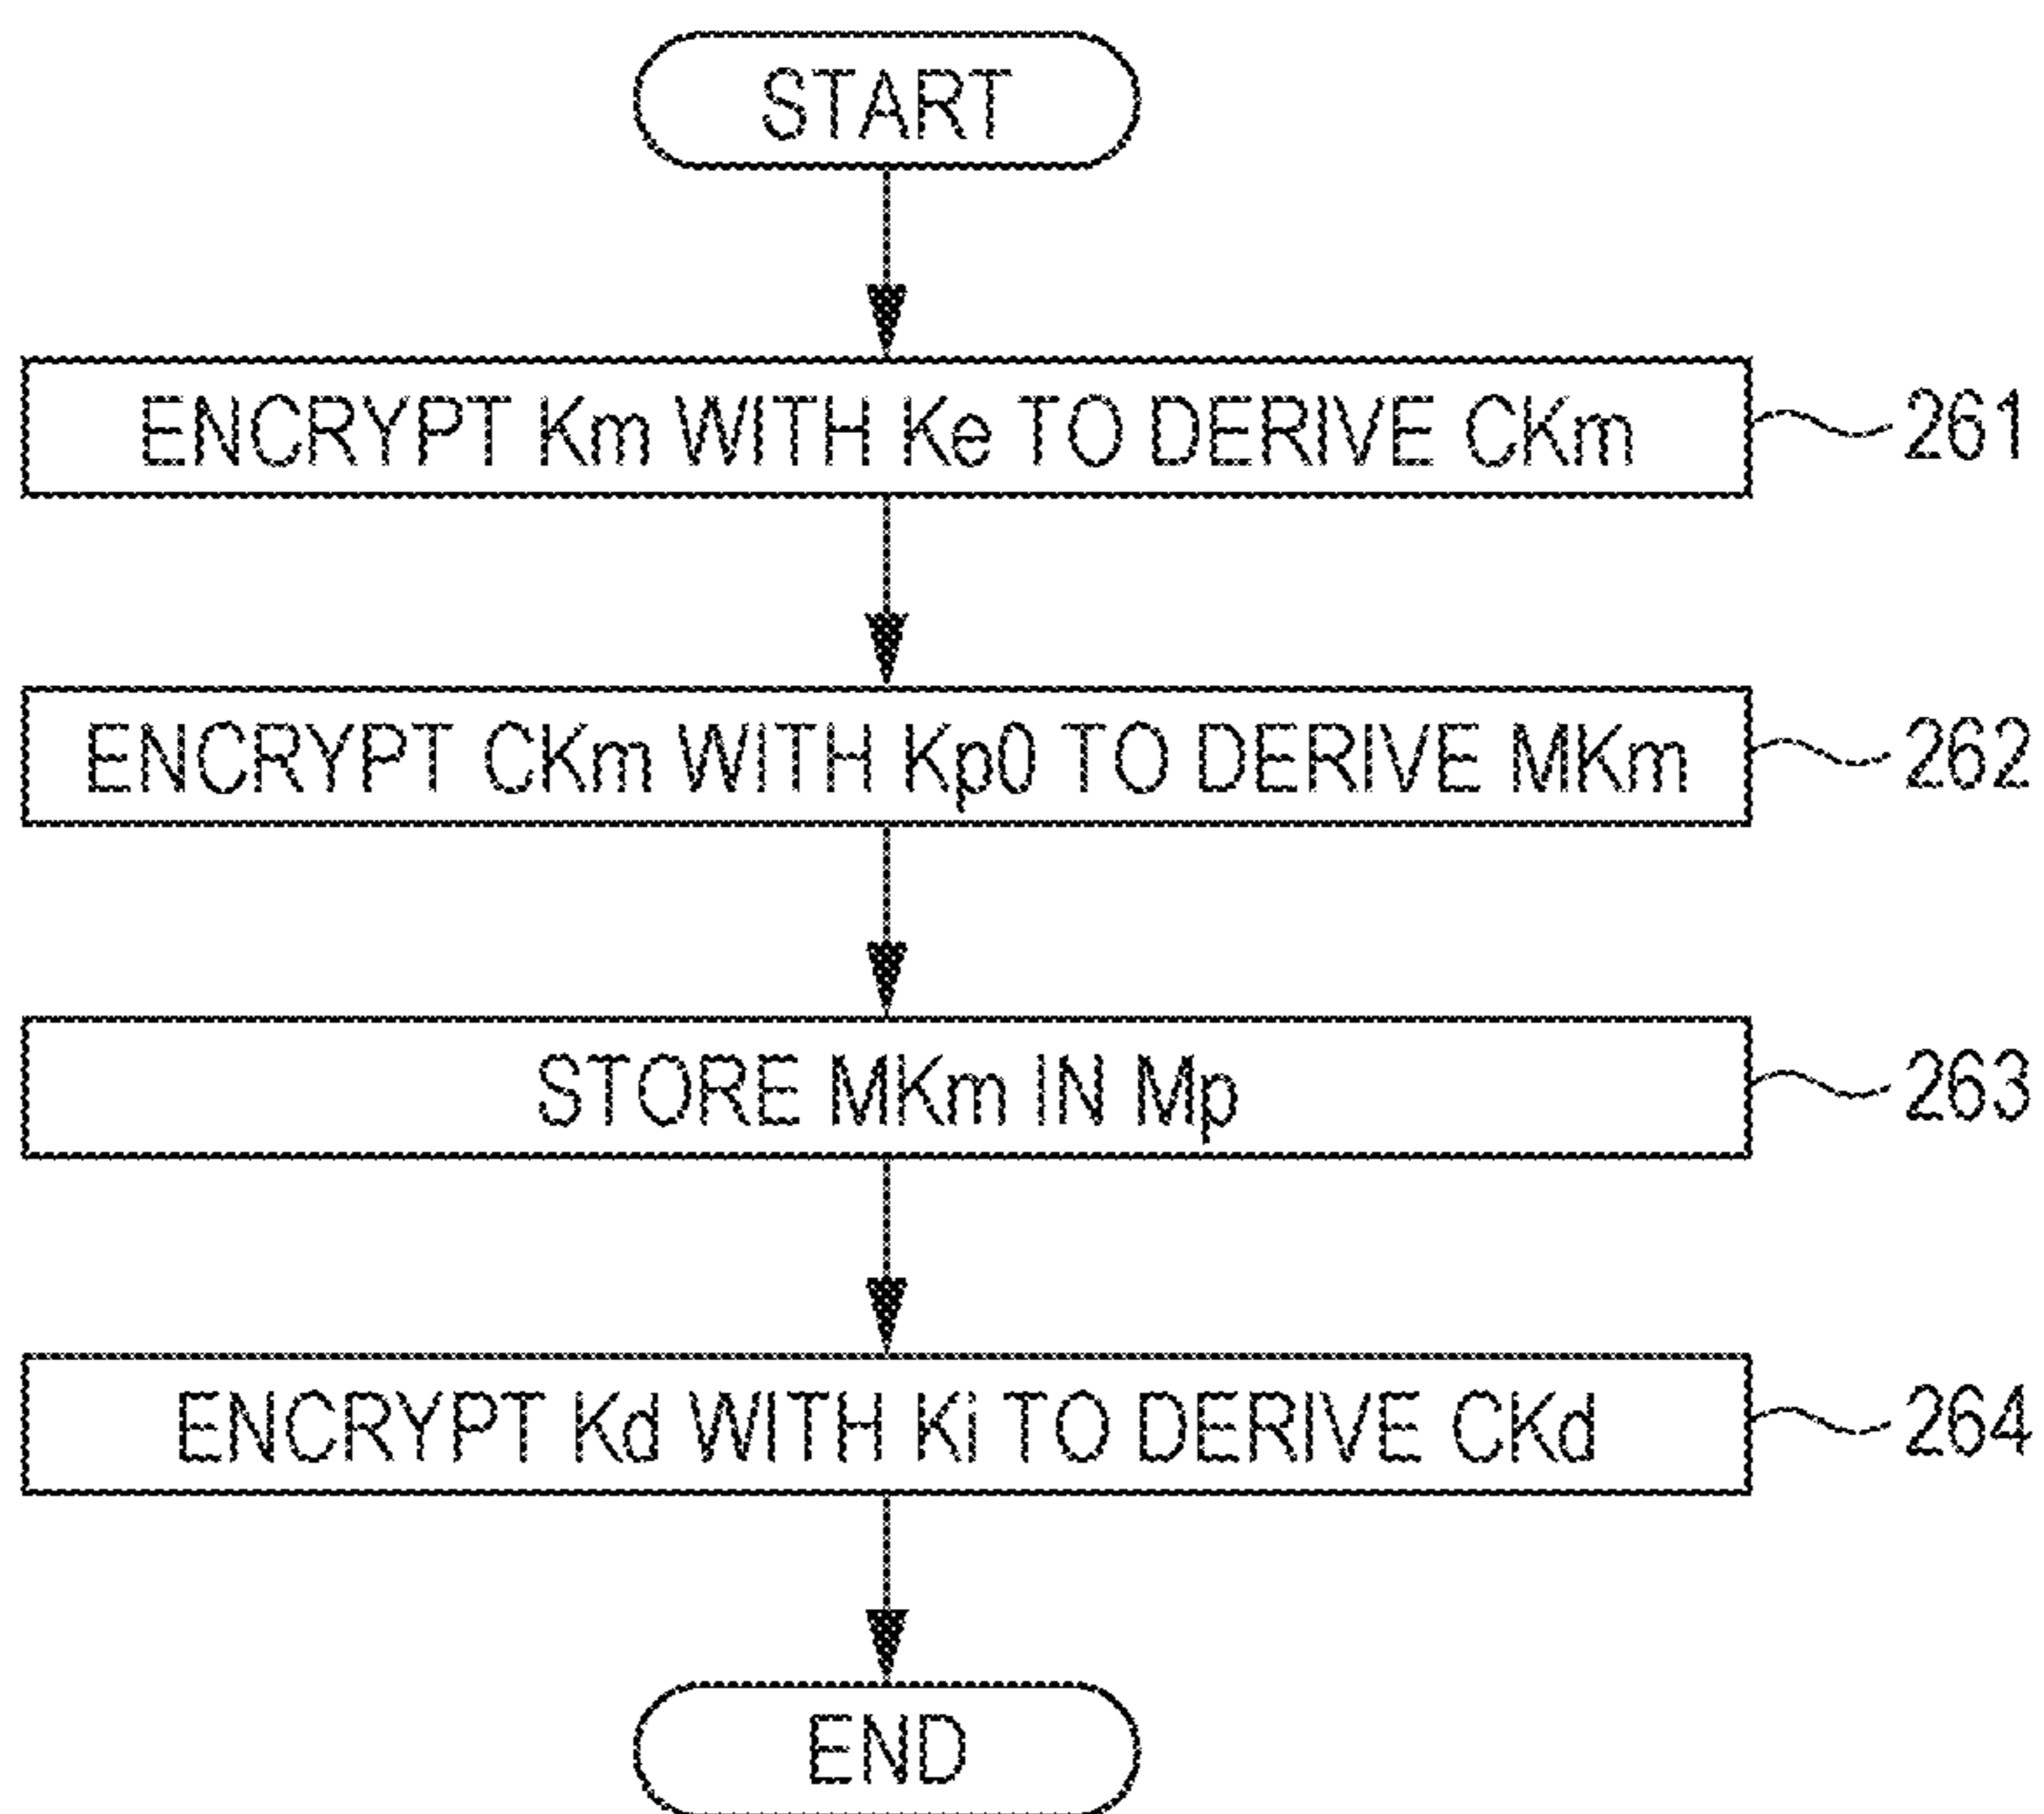 START
ENCRYPT Km WITH Ke TO DERIVE CKm
261
ENCRYPT CKm WITH Kp0 TO DERIVE MKm
262
STORE MKm IN Mp
263
ENCRYPT Kd WITH Ki TO DERIVE CKd
264
END